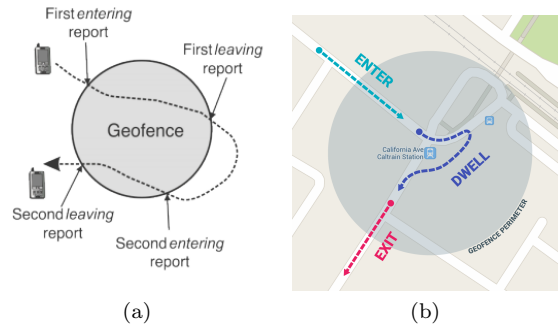 First entering
report
First leaving
report
Geofence
Second leaving
report
Second entering
report
(a)
ENTER
California Ave
Caltrain Station
DWELL
EXIT
GEOFENCE PERIMETER
(b)